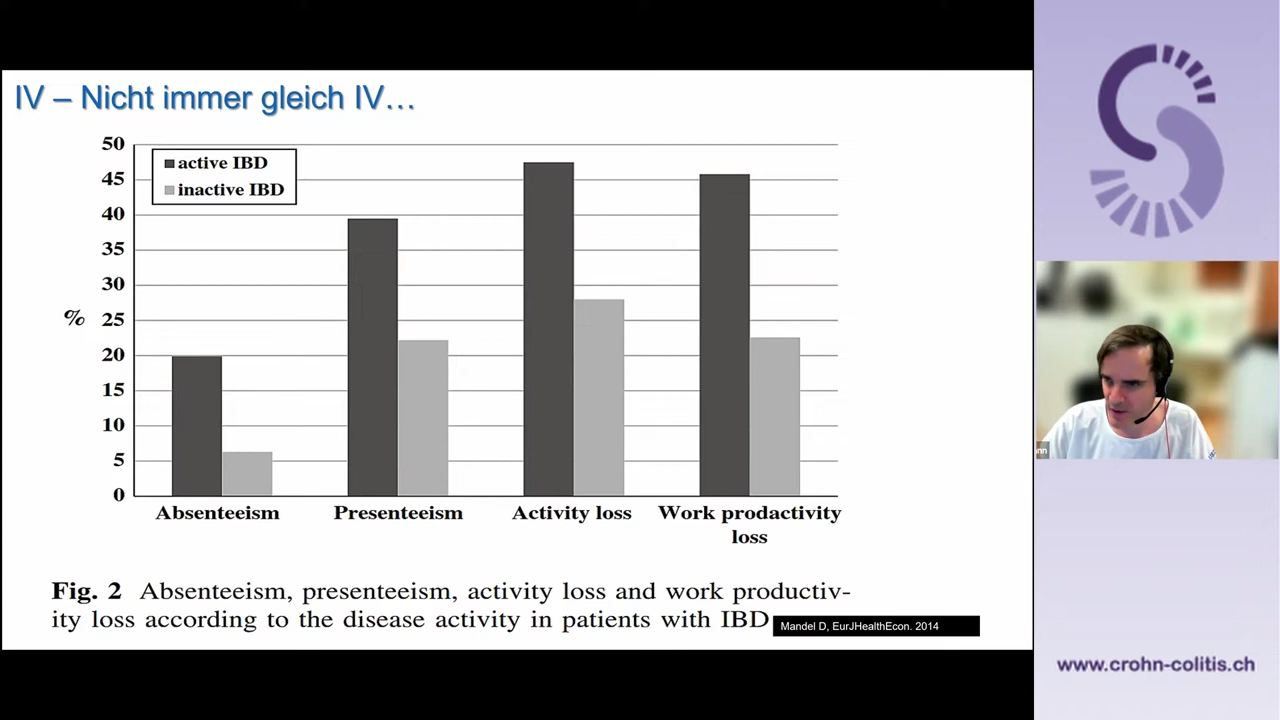 IV – Nicht immer gleich IV…
50
45
40
35
30
25
20
15
10
5
0
%
active IBD
inactive IBD
Absenteeism
Presenteeism
Activity loss
Work prodactivity
loss
Fig. 2 Absenteeism, presenteeism, activity loss and work productiv-
ity loss according to the disease activity in patients with IBD
Mandel D, EurJHealthEcon. 2014
www.crohn-colitis.ch